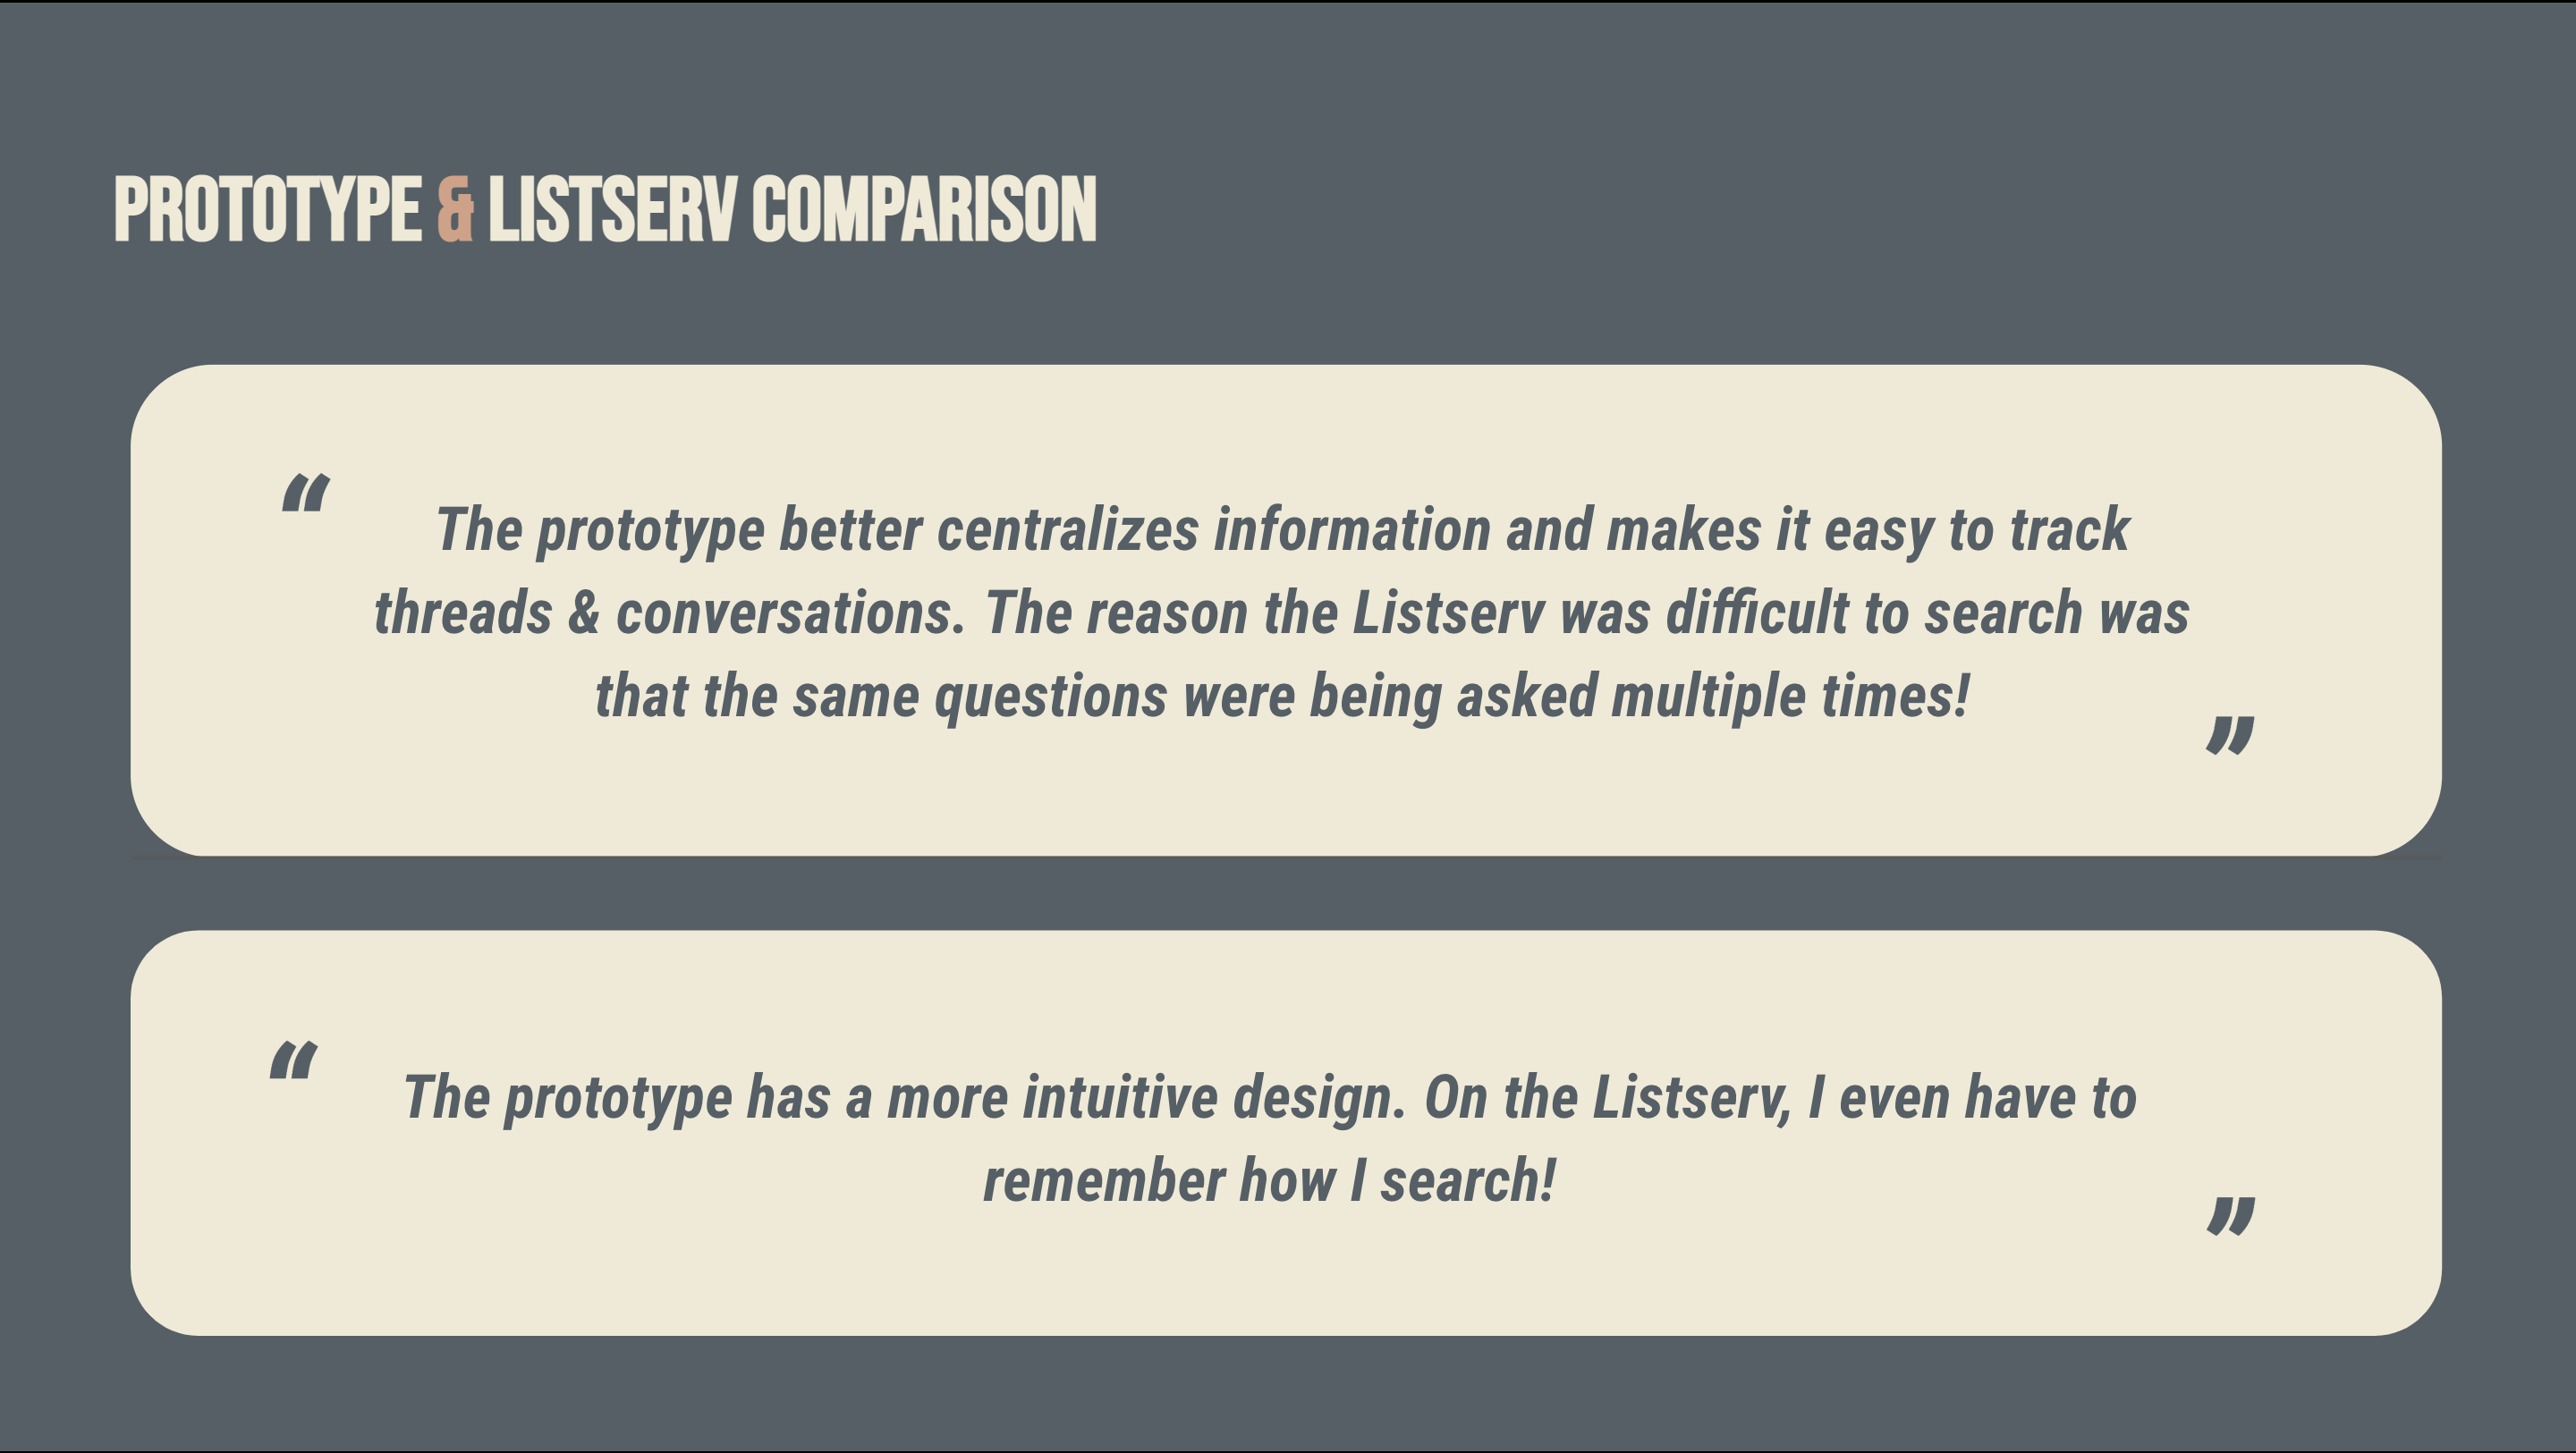 PROTOTYPE & LISTSERV COMPARISON
“ The prototype better centralizes information and makes it easy to track
threads & conversations. The reason the Listserv was difficult to search was
that the same questions were being asked multiple times! ”
“ The prototype has a more intuitive design. On the Listserv, I even have to
remember how I search! ”